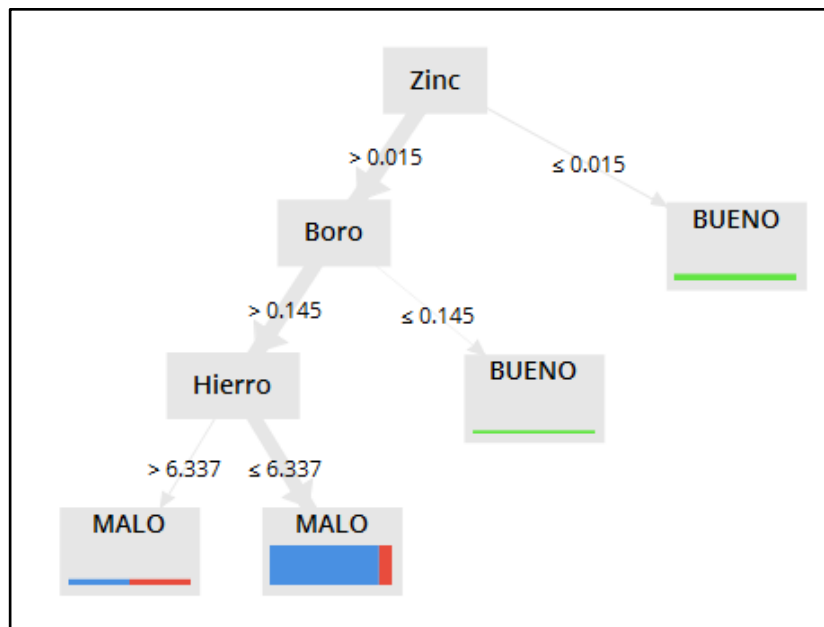 Zinc
> 0.015
≤ 0.015
Boro
BUENO
> 0.145
≤ 0.145
Hierro
BUENO
> 6.337
≤ 6.337
MALO
MALO